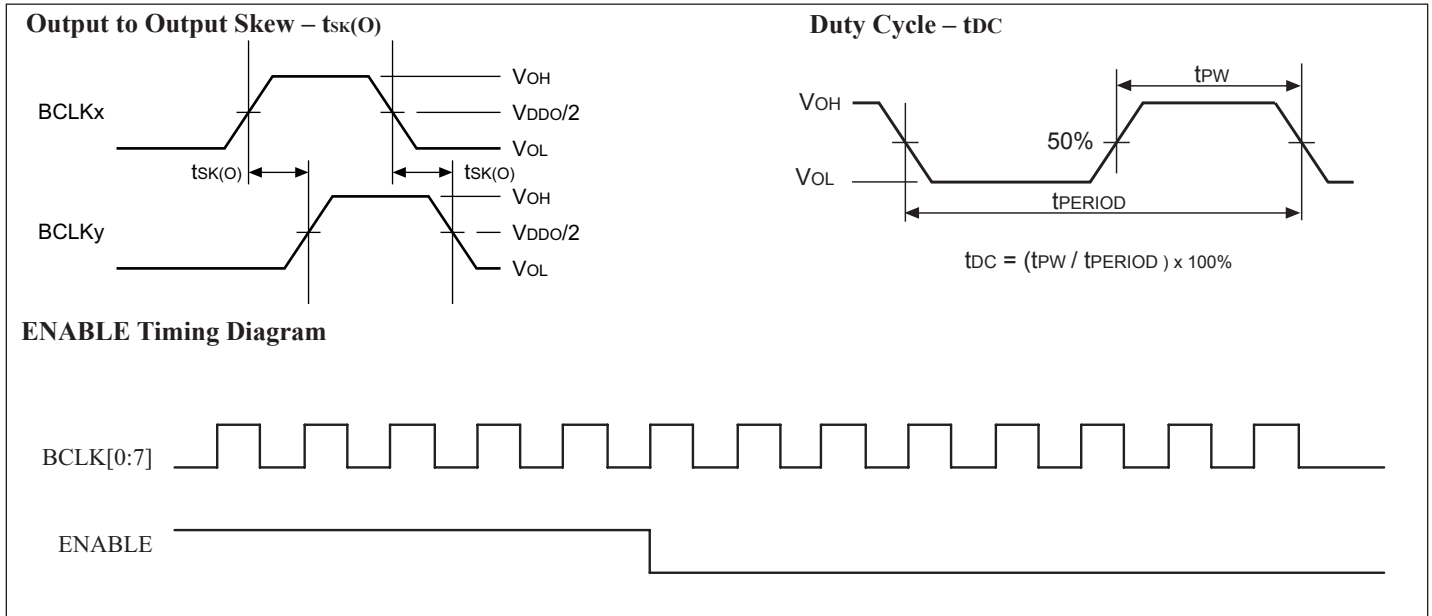 Output to Output Skew – tSK(O)
BCLKx
VOH
VDDO/2
VOL
tSK(O)
tSK(O)
BCLKy
VOH
VDDO/2
VOL
Duty Cycle – tDC
tPW
VOH
50%
VOL
tPERIOD
tDC = (tPW / tPERIOD ) x 100%
ENABLE Timing Diagram
BCLK[0:7]
ENABLE